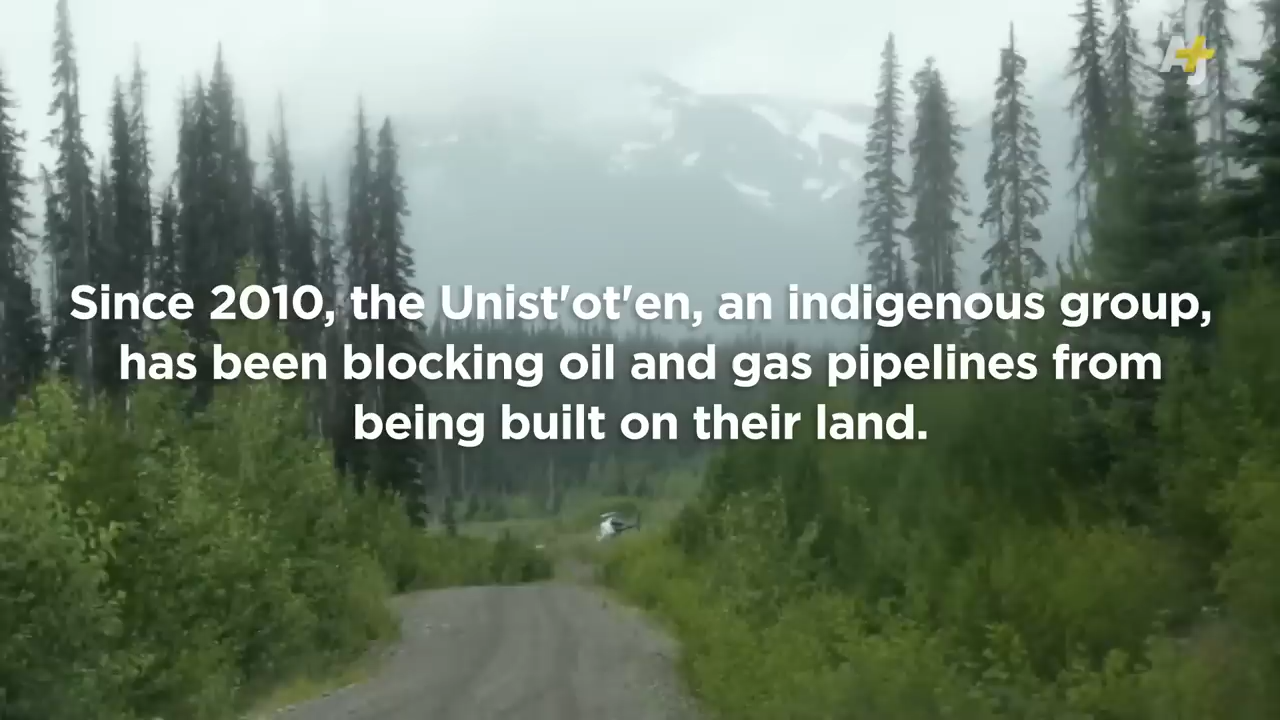 AJ+
Since 2010, the Unist'ot'en, an indigenous group,
has been blocking oil and gas pipelines from
being built on their land.